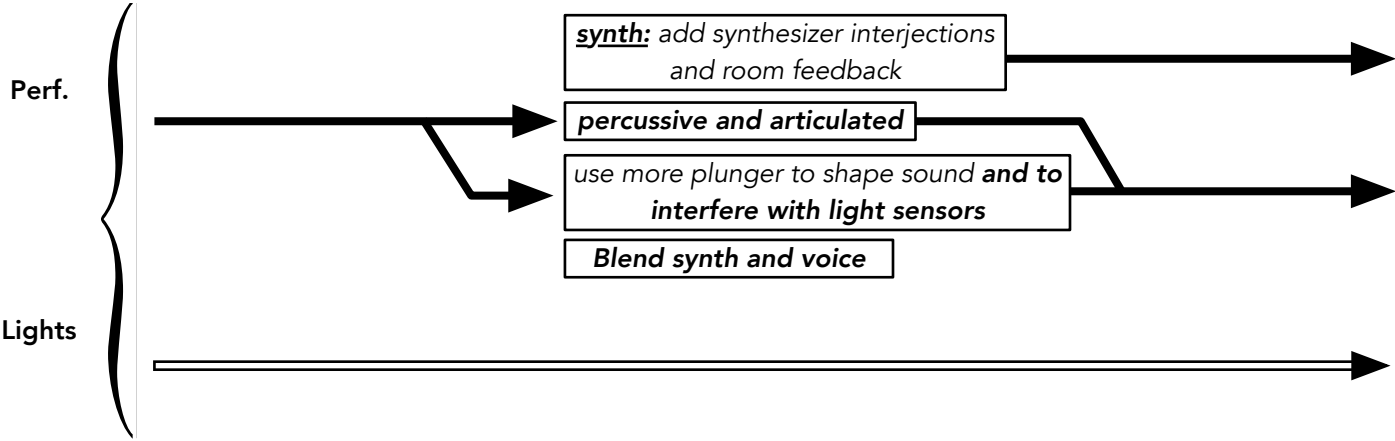 synth: add synthesizer interjections
and room feedback
Perf.
percussive and articulated
use more plunger to shape sound and to
interfere with light sensors
Blend synth and voice
Lights